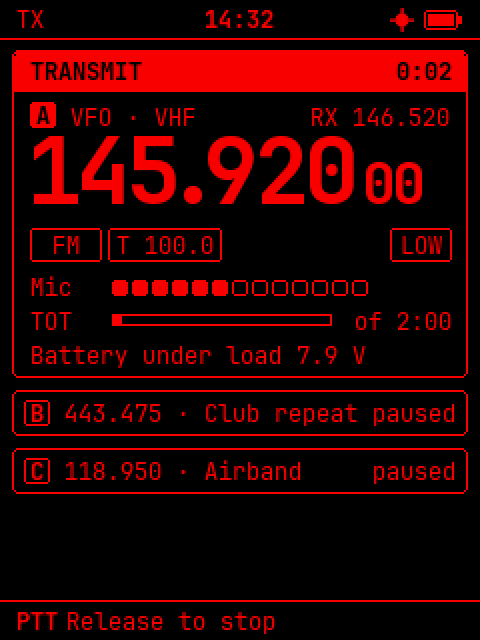 TX 14:32
TRANSMIT 0:02
A VFO · VHF RX 146.520
145.920 00
FM T 100.0 LOW
Mic
TOT of 2:00
Battery under load 7.9 V
B 443.475 · Club repeat paused
C 118.950 · Airband paused
PTT Release to stop